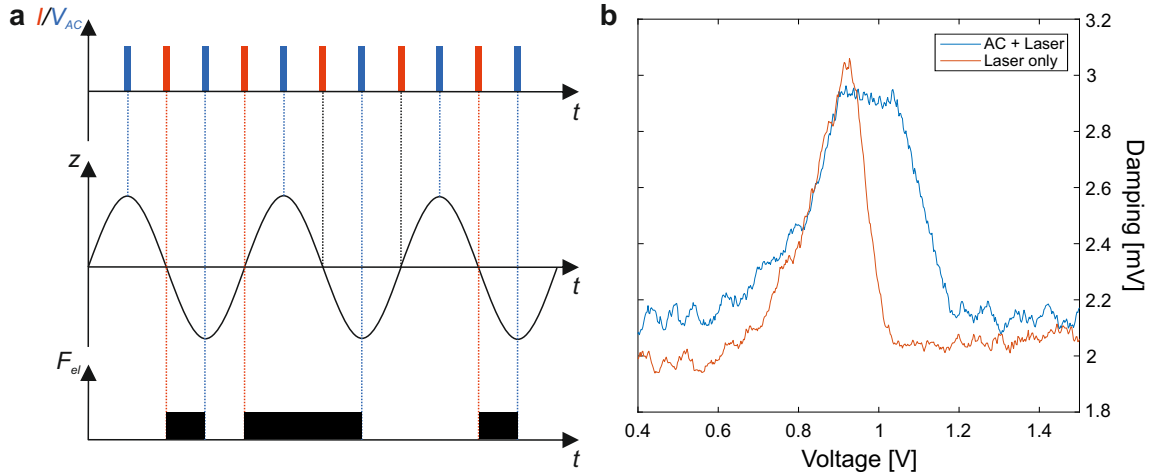 a
I/V_AC
t
z
t
F_el
t
b
AC + Laser
Laser only
3.2
3
2.8
2.6
2.4
2.2
2
1.8
Damping [mV]
0.4
0.6
0.8
1
1.2
1.4
Voltage [V]